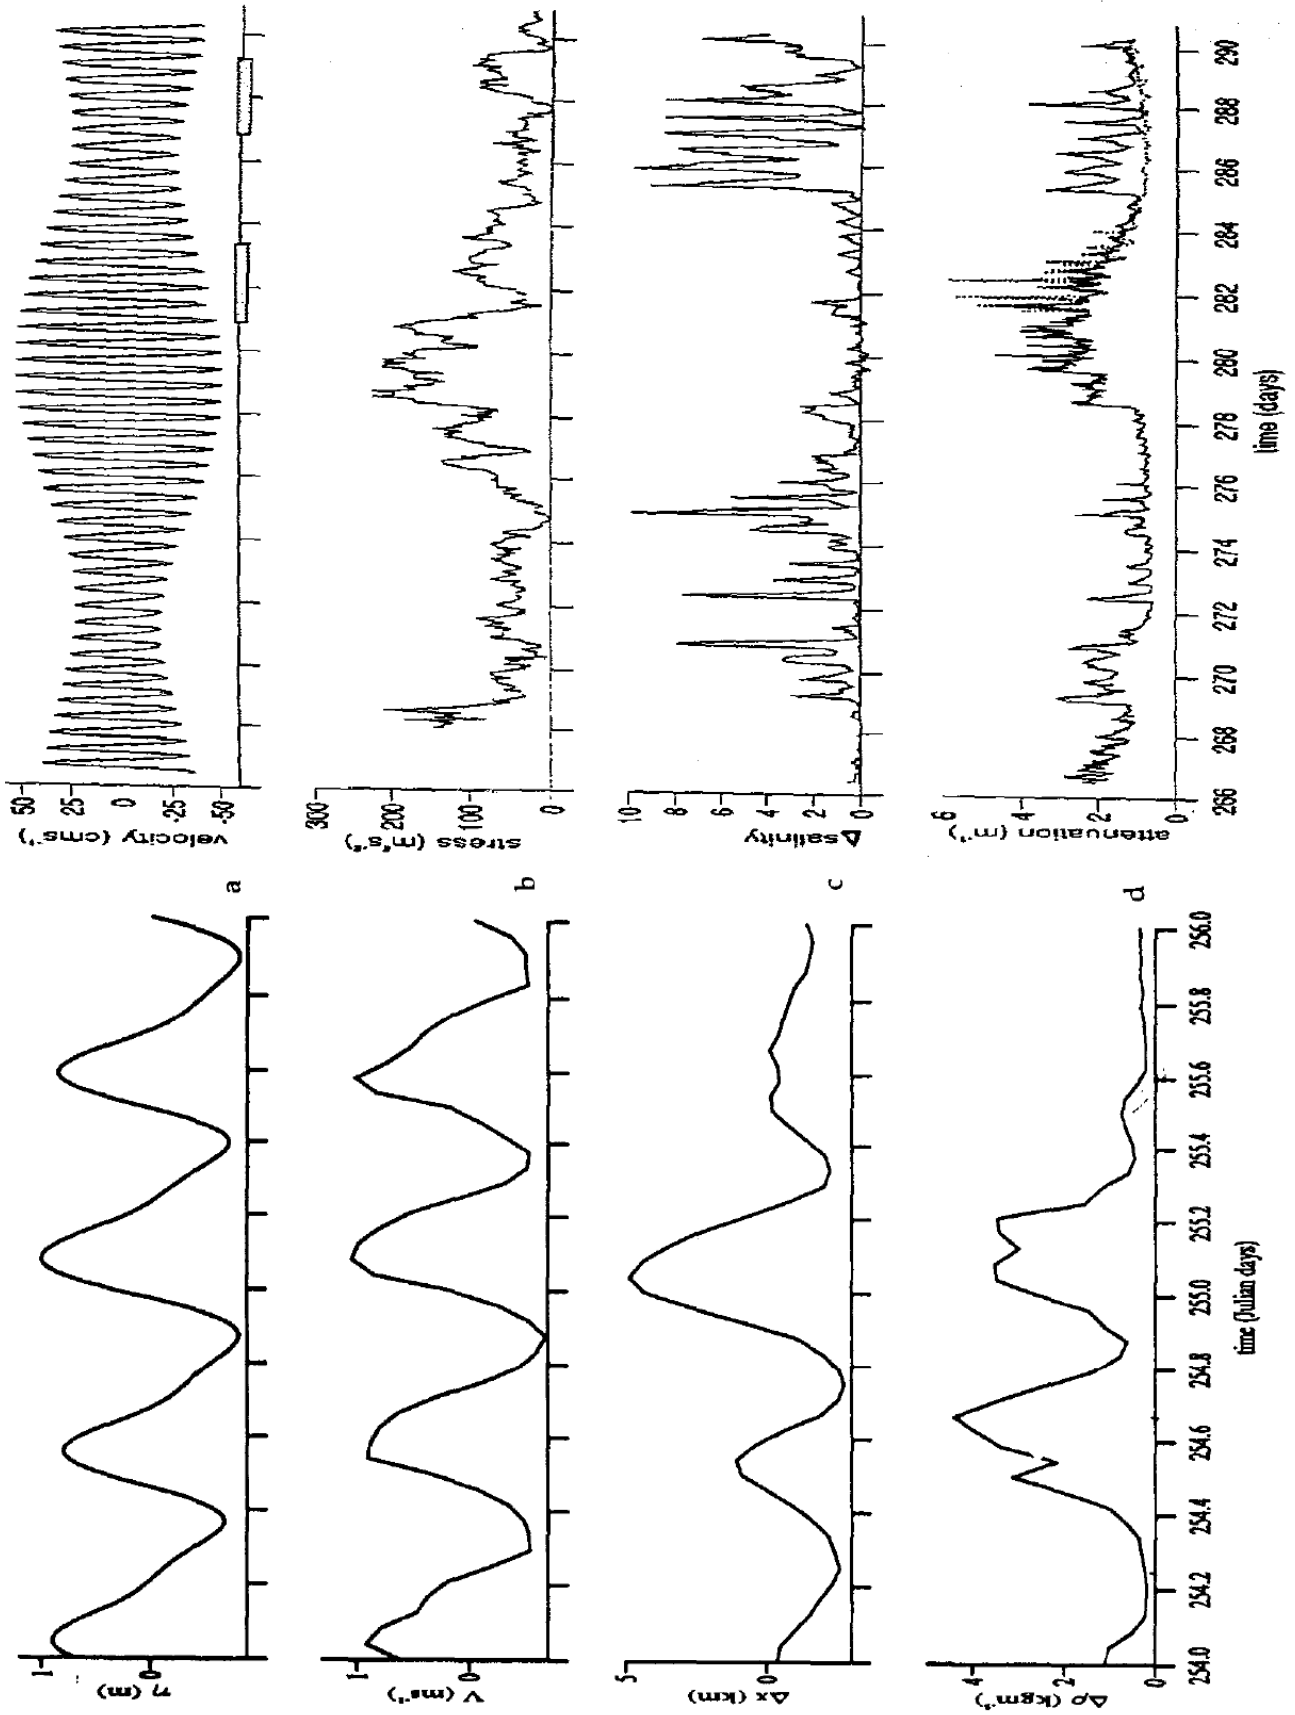 a
1
0
η (m)
b
1
0
V (ms⁻¹)
c
5
0
Δx (km)
d
4
2
0
Δρ (kgm⁻³)
254.0 254.2 254.4 254.6 254.8 255.0 255.2 255.4 255.6 255.8 256.0
time (Julian days)
50
25
0
-25
-50
velocity (cms⁻¹)
300
200
100
0
stress (m²s⁻²)
10
8
6
4
2
0
Δsalinity
6
4
2
0
attenuation (m⁻¹)
266 268 270 272 274 276 278 280 282 284 286 288 290
time (days)